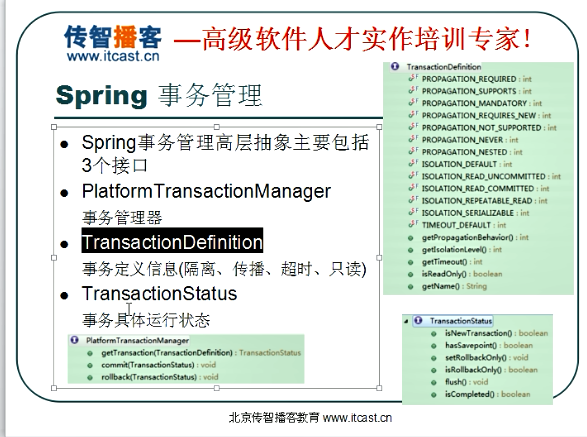 传智播客
www.itcast.cn
—高级软件人才实作培训专家!
Spring 事务管理
Spring事务管理高层抽象主要包括
3个接口
PlatformTransactionManager
事务管理器
TransactionDefinition
事务定义信息(隔离、传播、超时、只读)
TransactionStatus
事务具体运行状态
PlatformTransactionManager
getTransaction(TransactionDefinition) : TransactionStatus
commit(TransactionStatus) : void
rollback(TransactionStatus) : void
TransactionDefinition
PROPAGATION_REQUIRED : int
PROPAGATION_SUPPORTS : int
PROPAGATION_MANDATORY : int
PROPAGATION_REQUIRES_NEW : int
PROPAGATION_NOT_SUPPORTED : int
PROPAGATION_NEVER : int
PROPAGATION_NESTED : int
ISOLATION_DEFAULT : int
ISOLATION_READ_UNCOMMITTED : int
ISOLATION_READ_COMMITTED : int
ISOLATION_REPEATABLE_READ : int
ISOLATION_SERIALIZABLE : int
TIMEOUT_DEFAULT : int
getPropagationBehavior() : int
getIsolationLevel() : int
getTimeout() : int
isReadOnly() : boolean
getName() : String
TransactionStatus
isNewTransaction() : boolean
hasSavepoint() : boolean
setRollbackOnly() : void
isRollbackOnly() : boolean
flush() : void
isCompleted() : boolean
北京传智播客教育 www.itcast.cn